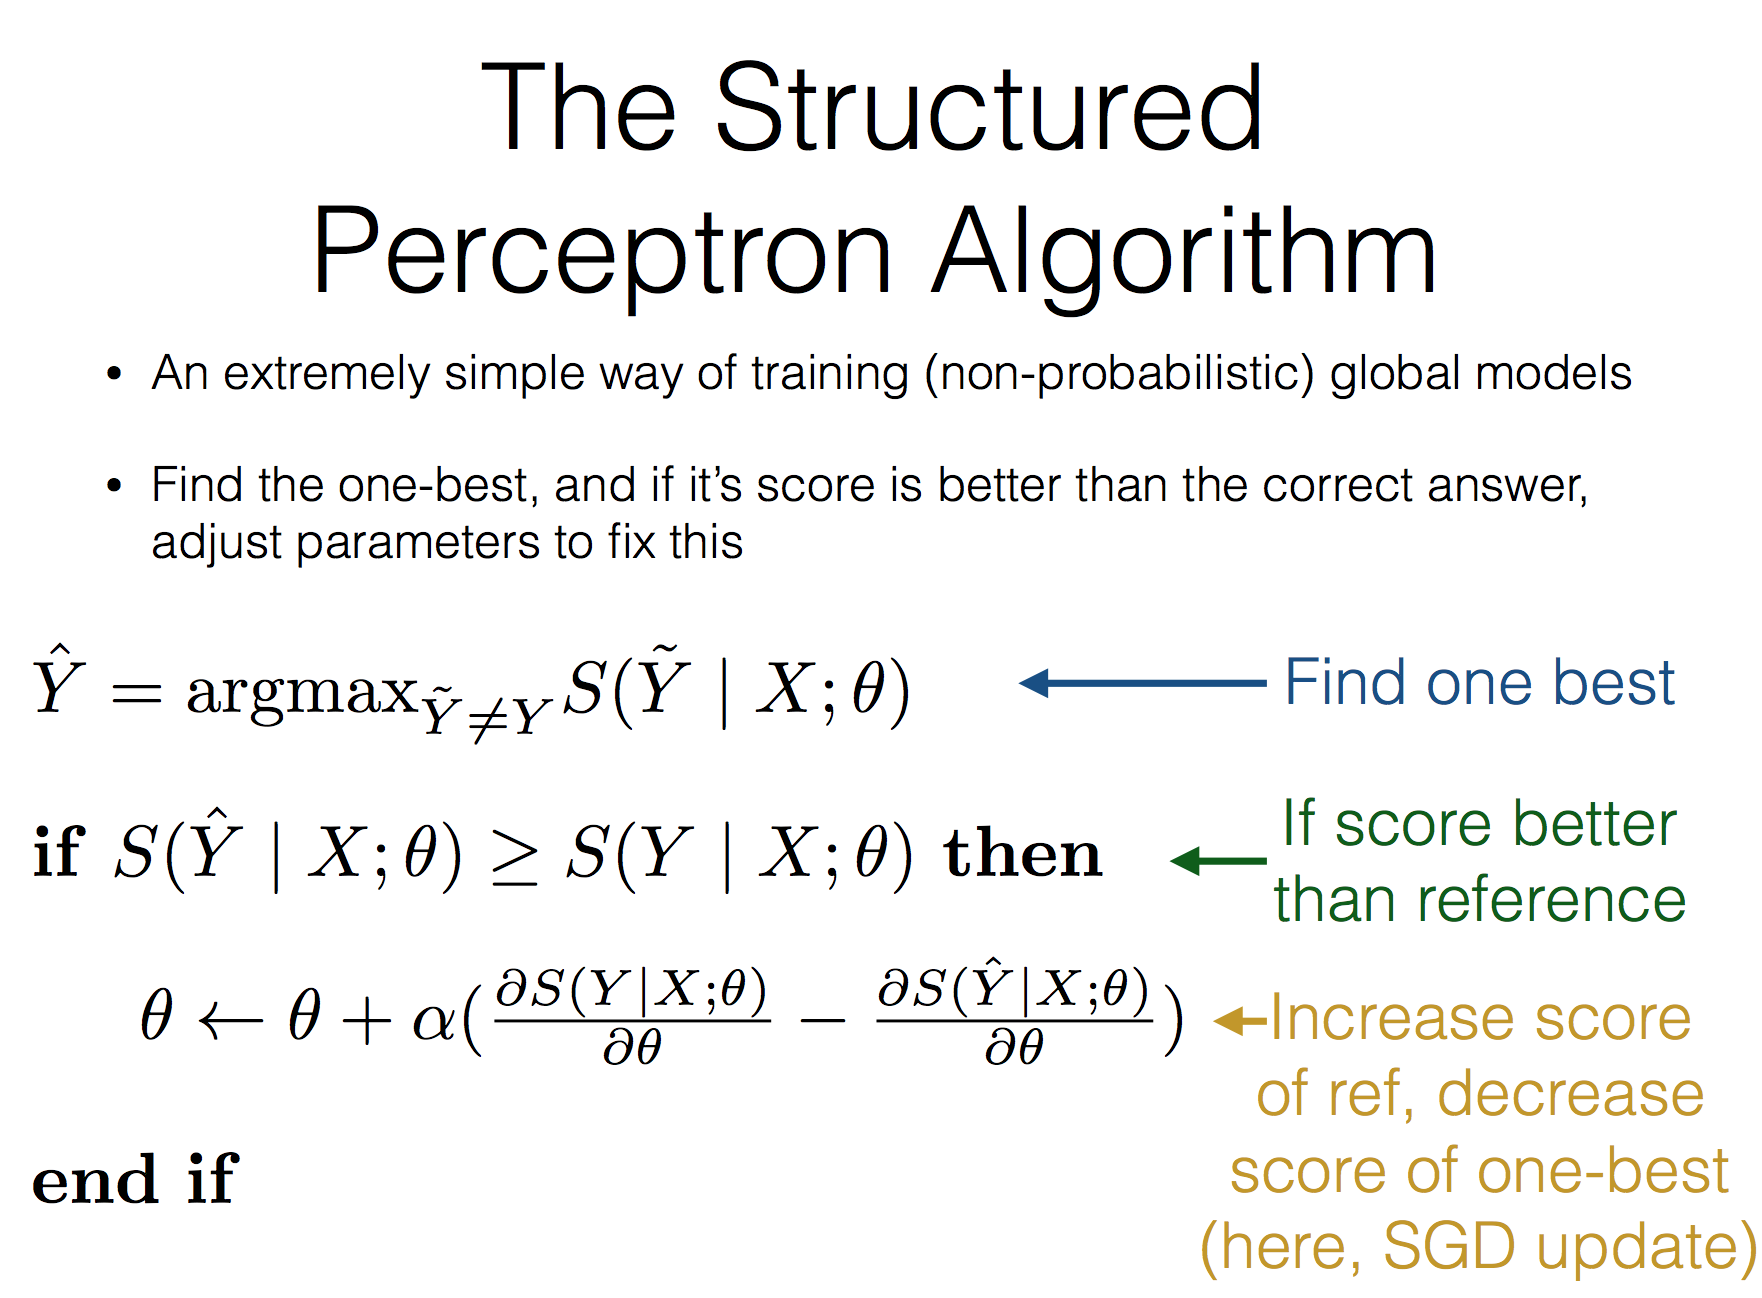 The Structured
Perceptron Algorithm
• An extremely simple way of training (non-probabilistic) global models
• Find the one-best, and if it’s score is better than the correct answer,
adjust parameters to fix this
$\hat{Y} = \mathrm{argmax}_{\tilde{Y} \neq Y} S(\tilde{Y} \mid X; \theta)$
Find one best
if $S(\hat{Y} \mid X; \theta) \geq S(Y \mid X; \theta)$ then
If score better
than reference
$\theta \leftarrow \theta + \alpha(\frac{\partial S(Y|X;\theta)}{\partial \theta} - \frac{\partial S(\hat{Y}|X;\theta)}{\partial \theta})$
Increase score
of ref, decrease
score of one-best
(here, SGD update)
end if